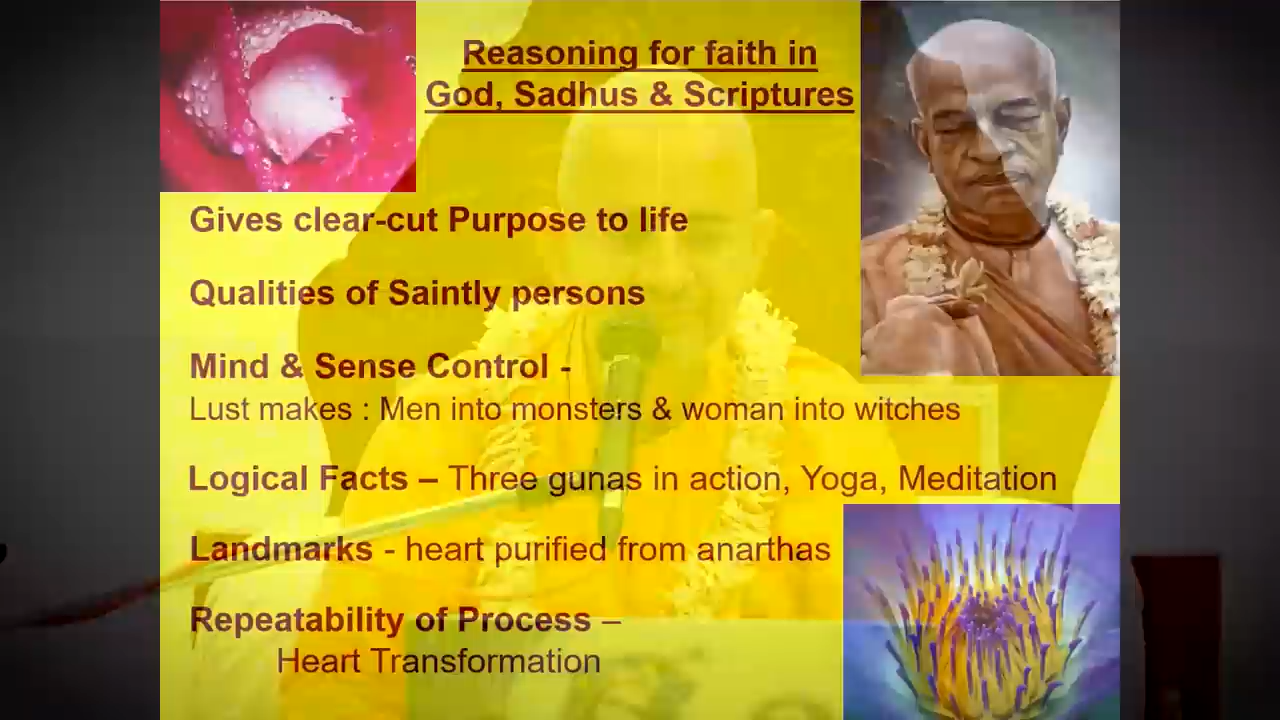 Reasoning for faith in
God, Sadhus & Scriptures
Gives clear-cut Purpose to life
Qualities of Saintly persons
Mind & Sense Control -
Lust makes : Men into monsters & woman into witches
Logical Facts – Three gunas in action, Yoga, Meditation
Landmarks - heart purified from anarthas
Repeatability of Process –
Heart Transformation